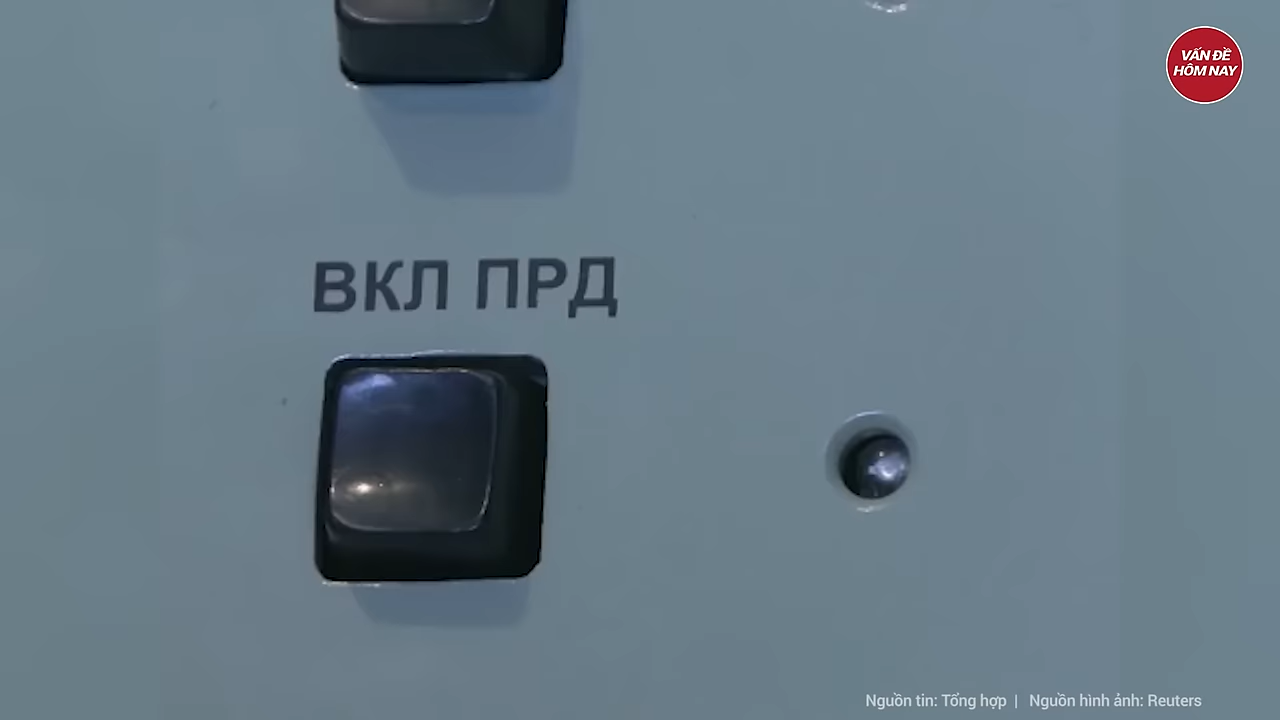 VẤN ĐỀ
HÔM NAY
ВКЛ ПРД
Nguồn tin: Tổng hợp | Nguồn hình ảnh: Reuters